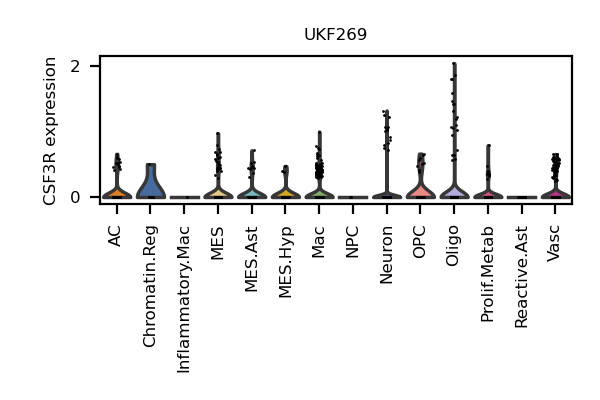 UKF269
CSF3R expression
2
0
AC
Chromatin.Reg
Inflammatory.Mac
MES
MES.Ast
MES.Hyp
Mac
NPC
Neuron
OPC
Oligo
Prolif.Metab
Reactive.Ast
Vasc